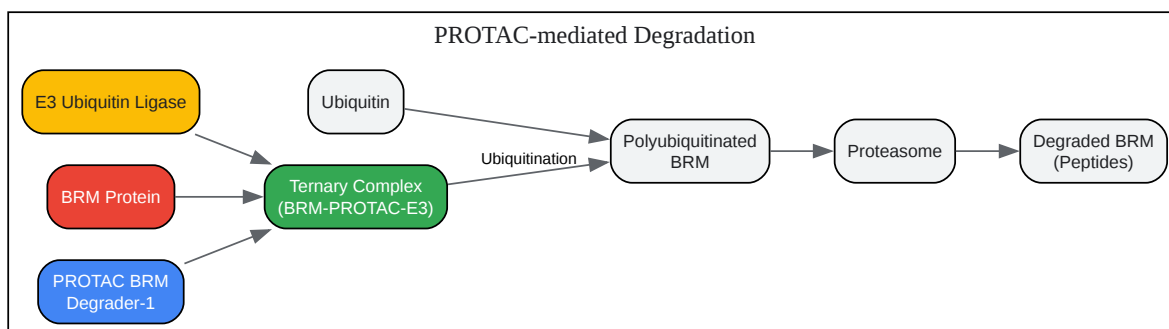 PROTAC-mediated Degradation
E3 Ubiquitin Ligase
Ubiquitin
BRM Protein
Ternary Complex
(BRM-PROTAC-E3)
PROTAC BRM
Degrader-1
Ubiquitination
Polyubiquitinated
BRM
Proteasome
Degraded BRM
(Peptides)